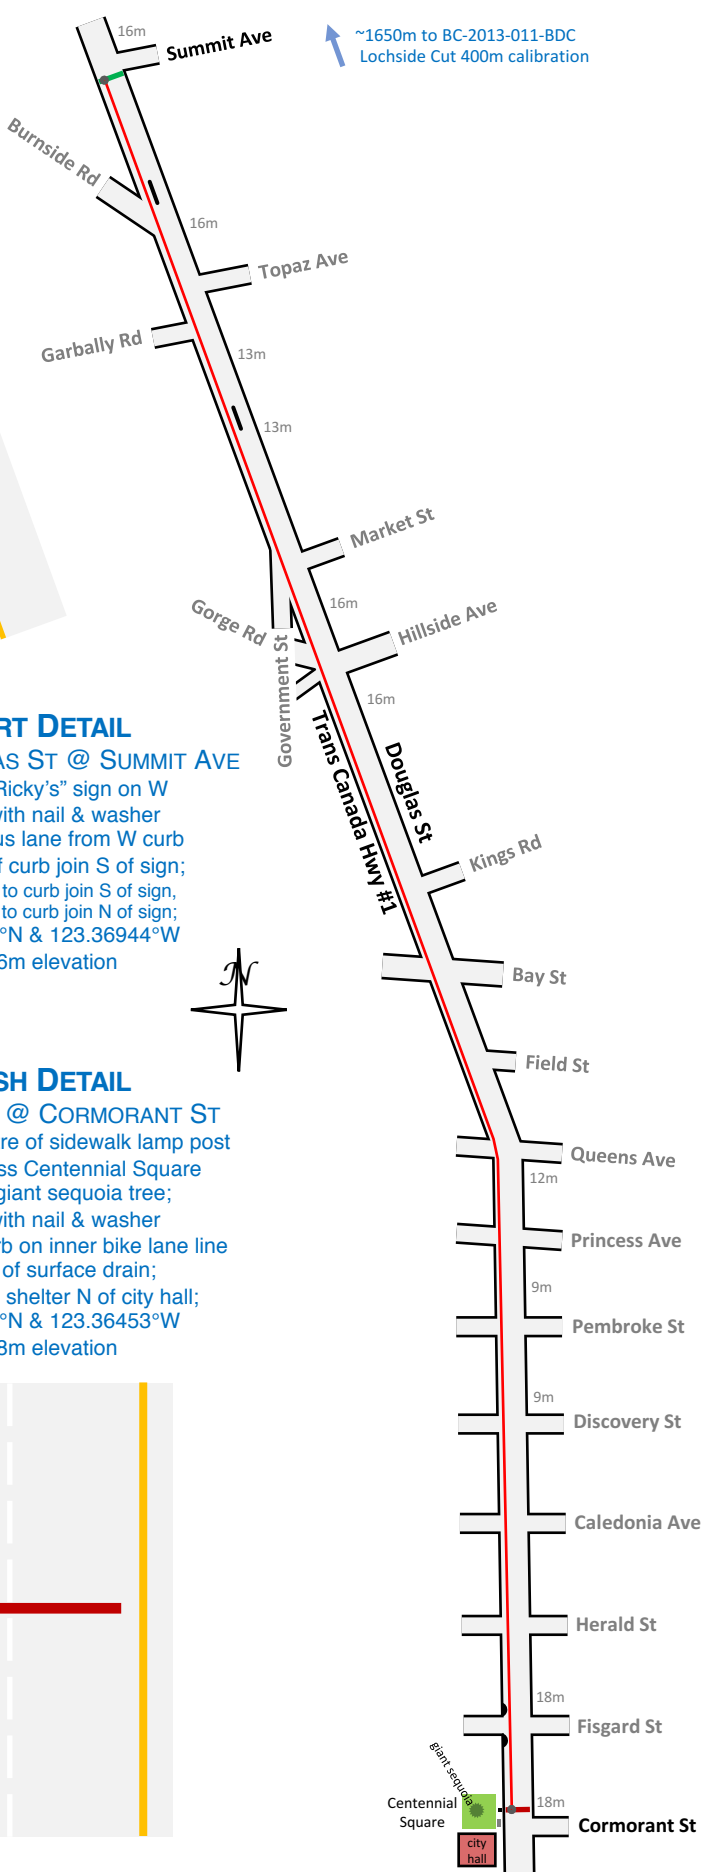 16m
Summit Ave
~1650m to BC-2013-011-BDC
Lochside Cut 400m calibration
Burnside Rd
16m
Topaz Ave
Garbally Rd
13m
13m
Market St
16m
Gorge Rd
Hillside Ave
Government St
16m
Trans Canada Hwy #1
Douglas St
RT DETAIL
AS ST @ SUMMIT AVE
Ricky's" sign on W
with nail & washer
us lane from W curb
f curb join S of sign;
to curb join S of sign,
to curb join N of sign;
°N & 123.36944°W
6m elevation
Kings Rd
N
Bay St
Field St
SH DETAIL
@ CORMORANT ST
re of sidewalk lamp post
ss Centennial Square
giant sequoia tree;
with nail & washer
rb on inner bike lane line
of surface drain;
shelter N of city hall;
°N & 123.36453°W
8m elevation
Queens Ave
12m
Princess Ave
9m
Pembroke St
9m
Discovery St
Caledonia Ave
Herald St
18m
Fisgard St
giant sequoia
Centennial
Square
18m
Cormorant St
city
hall